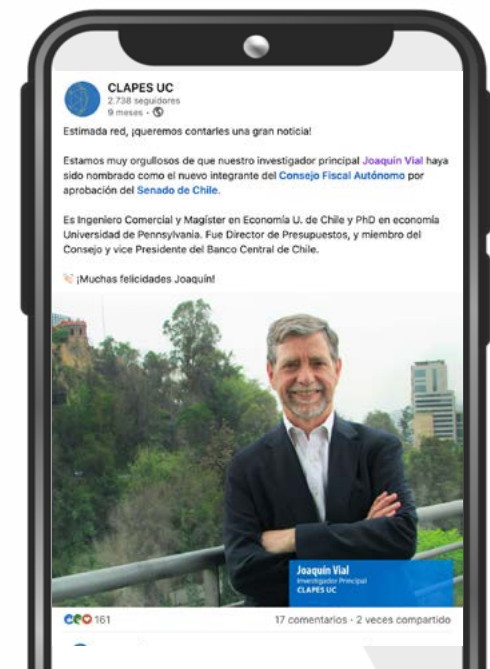 CLAPES UC
2.738 seguidores
9 meses •
Estimada red, ¡queremos contarles una gran noticia!
Estamos muy orgullosos de que nuestro investigador principal Joaquin Vial haya
sido nombrado como el nuevo integrante del Consejo Fiscal Autónomo por
aprobación del Senado de Chile.
Es Ingeniero Comercial y Magíster en Economía U. de Chile y PhD en economía
Universidad de Pennsylvania. Fue Director de Presupuestos, y miembro del
Consejo y vice Presidente del Banco Central de Chile.
¡Muchas felicidades Joaquín!
Joaquín Vial
Investigador Principal
CLAPES UC
161
17 comentarios · 2 veces compartido